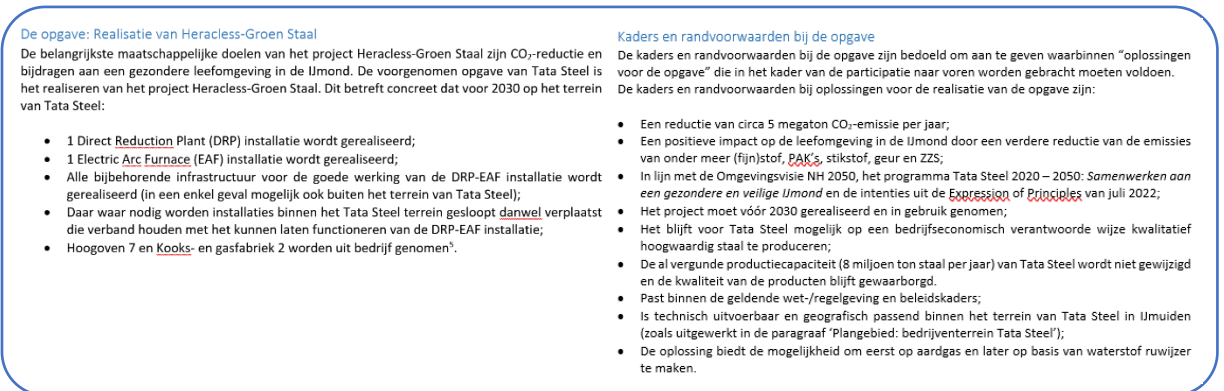 De opgave: Realisatie van Heracless-Groen Staal
De belangrijkste maatschappelijke doelen van het project Heracless-Groen Staal zijn CO₂-reductie en
bijdragen aan een gezondere leefomgeving in de IJmond. De voorgenomen opgave van Tata Steel is
het realiseren van het project Heracless-Groen Staal. Dit betreft concreet dat voor 2030 op het terrein
van Tata Steel:
• 1 Direct Reduction Plant (DRP) installatie wordt gerealiseerd;
• 1 Electric Arc Furnace (EAF) installatie wordt gerealiseerd;
• Alle bijbehorende infrastructuur voor de goede werking van de DRP-EAF installatie wordt
gerealiseerd (in een enkel geval mogelijk ook buiten het terrein van Tata Steel);
• Daar waar nodig worden installaties binnen het Tata Steel terrein gesloopt danwel verplaatst
die verband houden met het kunnen laten functioneren van de DRP-EAF installatie;
• Hoogoven 7 en Kooks- en gasfabriek 2 worden uit bedrijf genomen⁵.
Kaders en randvoorwaarden bij de opgave
De kaders en randvoorwaarden bij de opgave zijn bedoeld om aan te geven waarbinnen “oplossingen
voor de opgave” die in het kader van de participatie naar voren worden gebracht moeten voldoen.
De kaders en randvoorwaarden bij oplossingen voor de realisatie van de opgave zijn:
• Een reductie van circa 5 megaton CO₂-emissie per jaar;
• Een positieve impact op de leefomgeving in de IJmond door een verdere reductie van de emissies
van onder meer (fijn)stof, PAK’s, stikstof, geur en ZZS;
• In lijn met de Omgevingsvisie NH 2050, het programma Tata Steel 2020 – 2050: Samenwerken aan
een gezondere en veilige IJmond en de intenties uit de Expression of Principles van juli 2022;
• Het project moet vóór 2030 gerealiseerd en in gebruik genomen;
• Het blijft voor Tata Steel mogelijk op een bedrijfseconomisch verantwoorde wijze kwalitatief
hoogwaardig staal te produceren;
• De al vergunde productiecapaciteit (8 miljoen ton staal per jaar) van Tata Steel wordt niet gewijzigd
en de kwaliteit van de producten blijft gewaarborgd.
• Past binnen de geldende wet-/regelgeving en beleidskaders;
• Is technisch uitvoerbaar en geografisch passend binnen het terrein van Tata Steel in IJmuiden
(zoals uitgewerkt in de paragraaf ‘Plangebied: bedrijventerrein Tata Steel’);
• De oplossing biedt de mogelijkheid om eerst op aardgas en later op basis van waterstof ruwijzer
te maken.